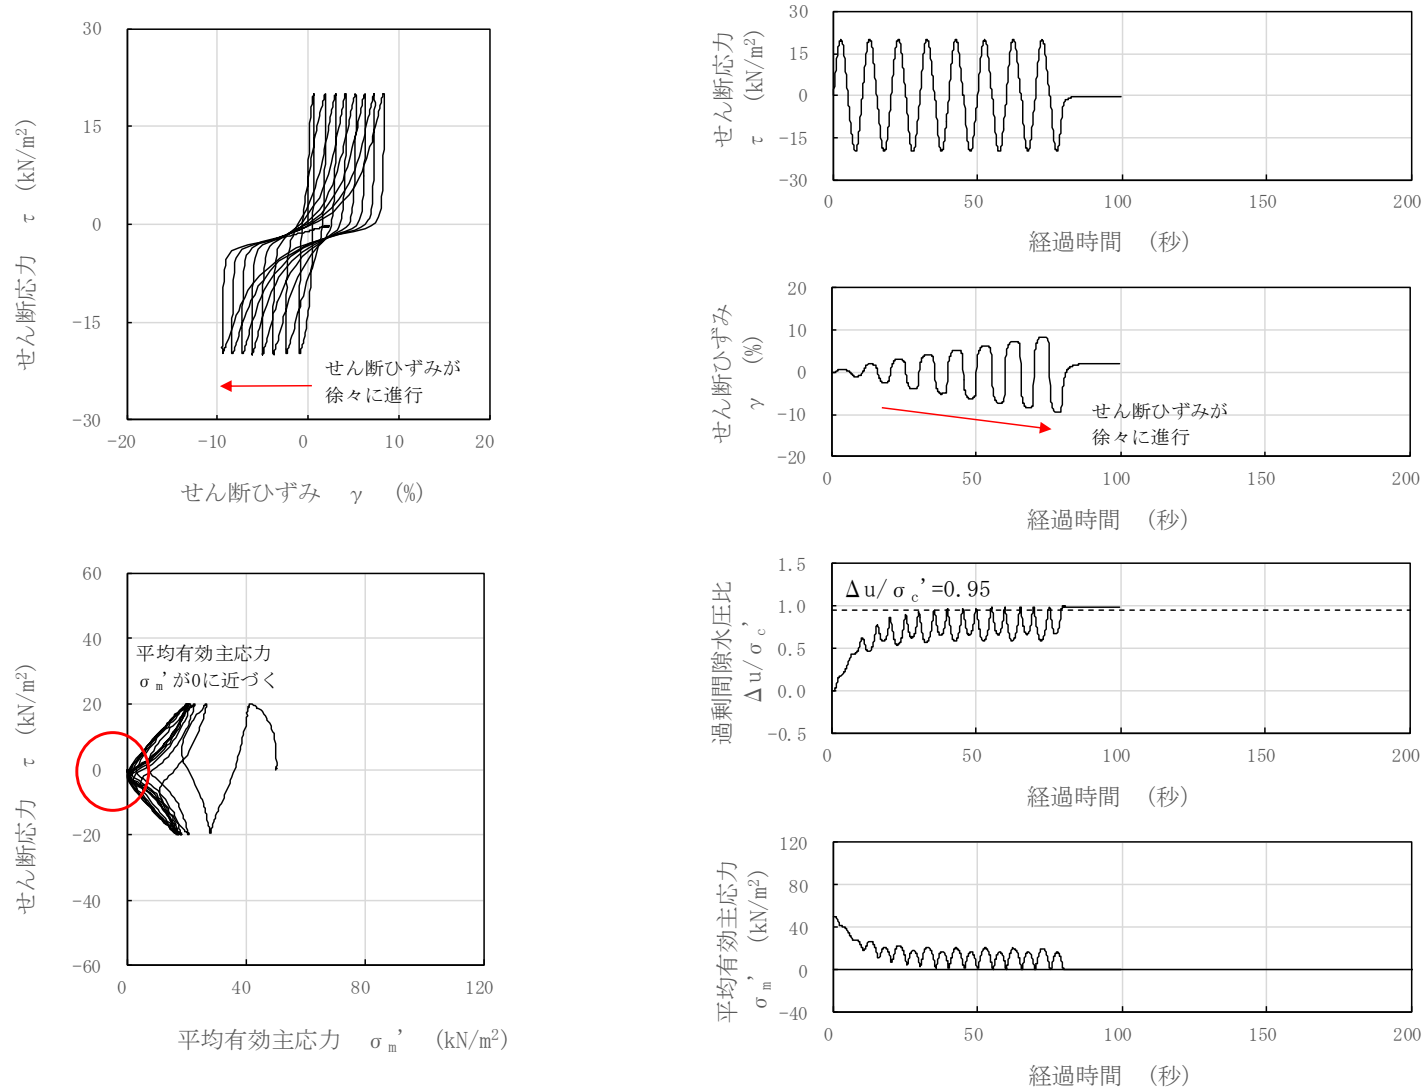 30
15
0
-15
-30
せん断応力 τ (kN/m²)
せん断ひずみが
徐々に進行
-20
-10
0
10
20
せん断ひずみ γ (%)
60
40
20
0
-20
-40
-60
せん断応力 τ (kN/m²)
平均有効主応力
σm'が0に近づく
0
40
80
120
平均有効主応力 σm' (kN/m²)
30
15
0
-15
-30
せん断応力
τ (kN/m²)
0
50
100
150
200
経過時間 (秒)
20
10
0
-10
-20
せん断ひずみ
γ (%)
せん断ひずみが
徐々に進行
0
50
100
150
200
経過時間 (秒)
1.5
1.0
0.5
0.0
-0.5
過剰間隙水圧比
Δu/σc'
Δu/σc'=0.95
0
50
100
150
200
経過時間 (秒)
120
80
40
0
-40
平均有効主応力
σm' (kN/m²)
0
50
100
150
200
経過時間 (秒)